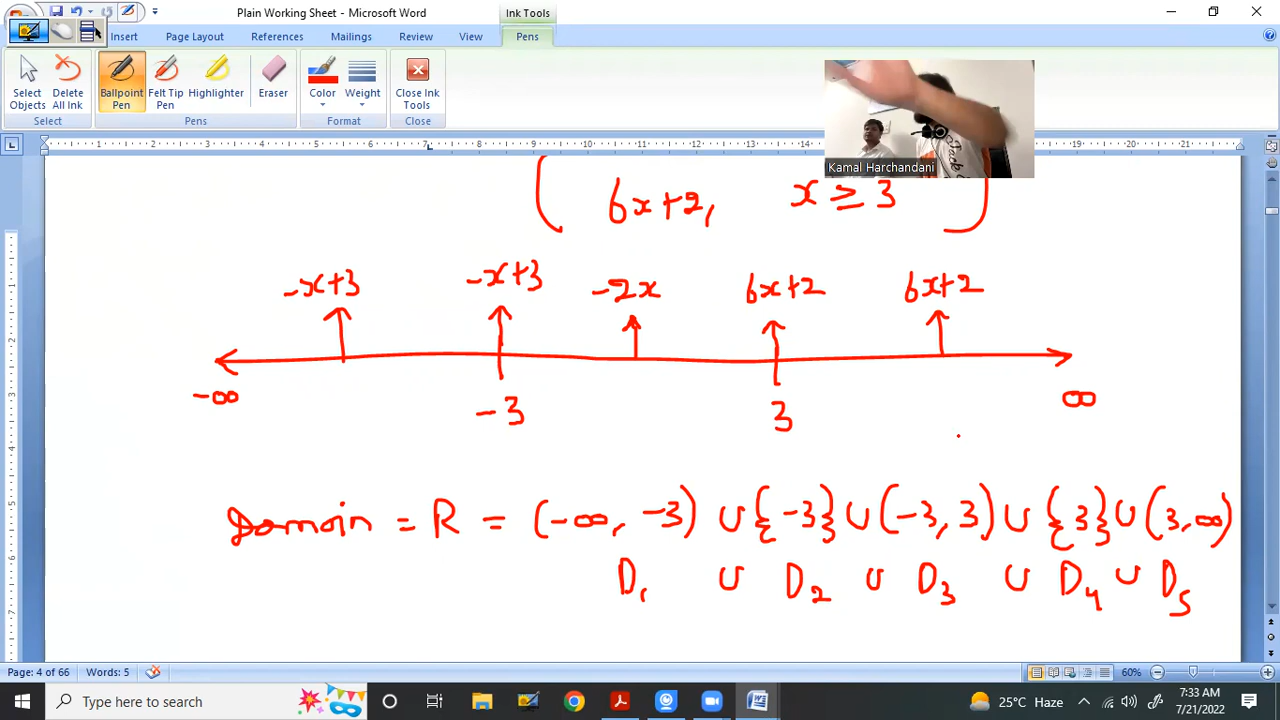 Plain Working Sheet - Microsoft Word
Ink Tools
Insert Page Layout References Mailings Review View Pens
Select Objects
Delete All Ink
Ballpoint Pen
Felt Tip Pen
Highlighter
Eraser
Color
Weight
Close Ink Tools
Select Pens Format Close
Kamal Harchandani
6x+2, x ≥ 3
-x+3 -x+3 -2x 6x+2 6x+2
-∞ -3 3 ∞
Domain = R = (-∞, -3) ∪ {-3} ∪ (-3, 3) ∪ {3} ∪ (3, ∞)
D1 ∪ D2 ∪ D3 ∪ D4 ∪ D5
Page: 4 of 66 Words: 5 60%
Type here to search
25°C Haze
7:33 AM
7/21/2022